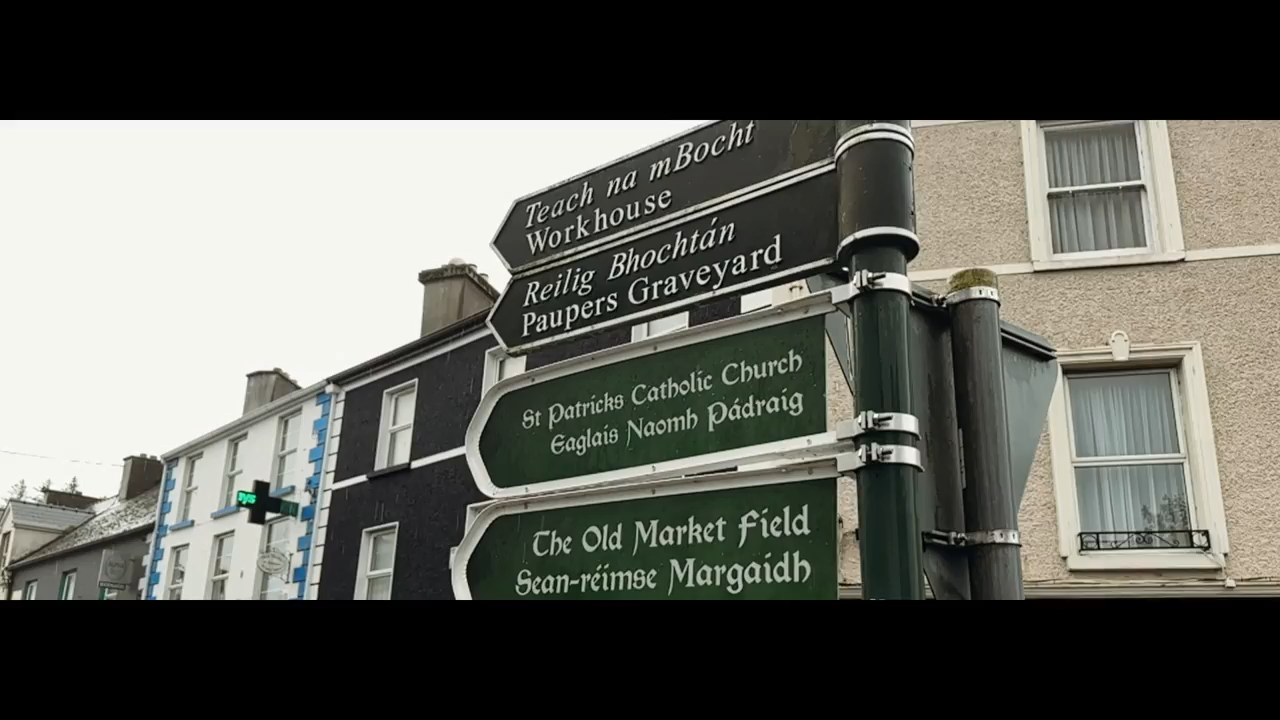 Teach na mBocht
Workhouse
Reilig Bhochtán
Paupers Graveyard
St Patricks Catholic Church
Eaglais Naomh Pádraig
The Old Market Field
Sean-réimse Margaidh